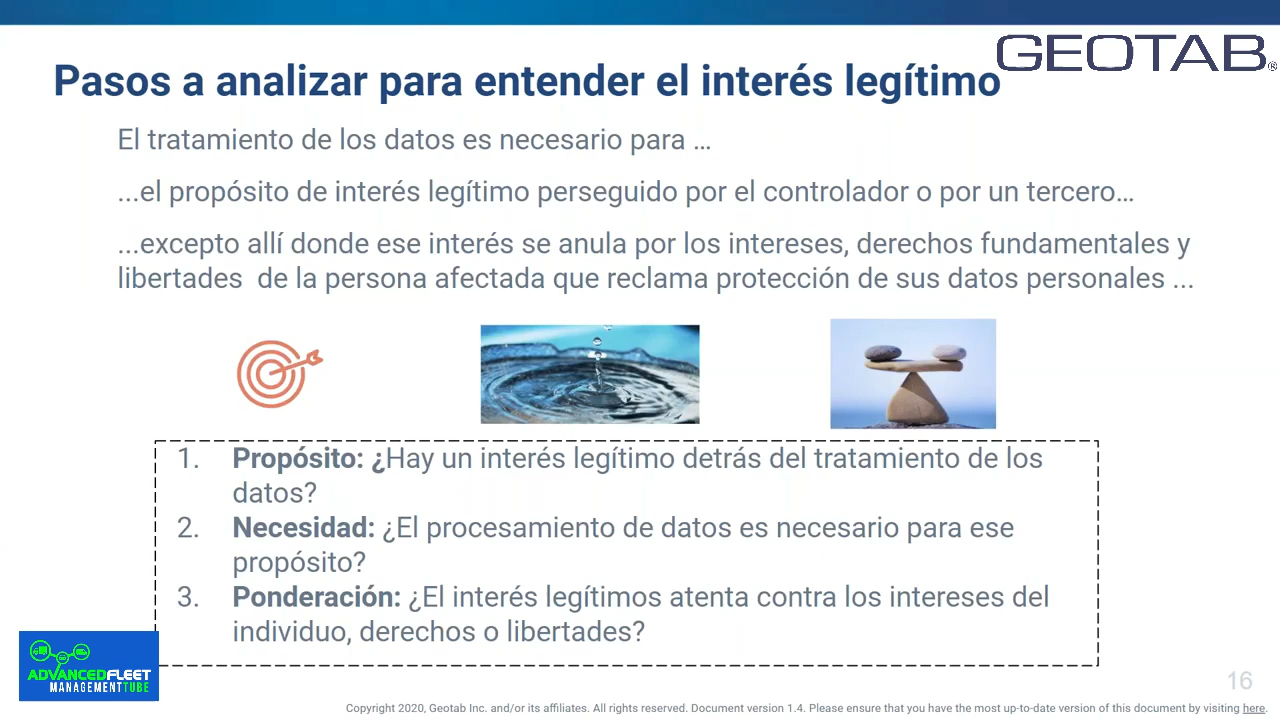 GEOTAB®
Pasos a analizar para entender el interés legítimo
El tratamiento de los datos es necesario para ...
...el propósito de interés legítimo perseguido por el controlador o por un tercero...
...excepto allí donde ese interés se anula por los intereses, derechos fundamentales y
libertades  de la persona afectada que reclama protección de sus datos personales ...
1. Propósito: ¿Hay un interés legítimo detrás del tratamiento de los
datos?
2. Necesidad: ¿El procesamiento de datos es necesario para ese
propósito?
3. Ponderación: ¿El interés legítimos atenta contra los intereses del
individuo, derechos o libertades?
ADVANCEDFLEET
MANAGEMENTTUBE
16
Copyright 2020, Geotab Inc. and/or its affiliates. All rights reserved. Document version 1.4. Please ensure that you have the most up-to-date version of this document by visiting here.